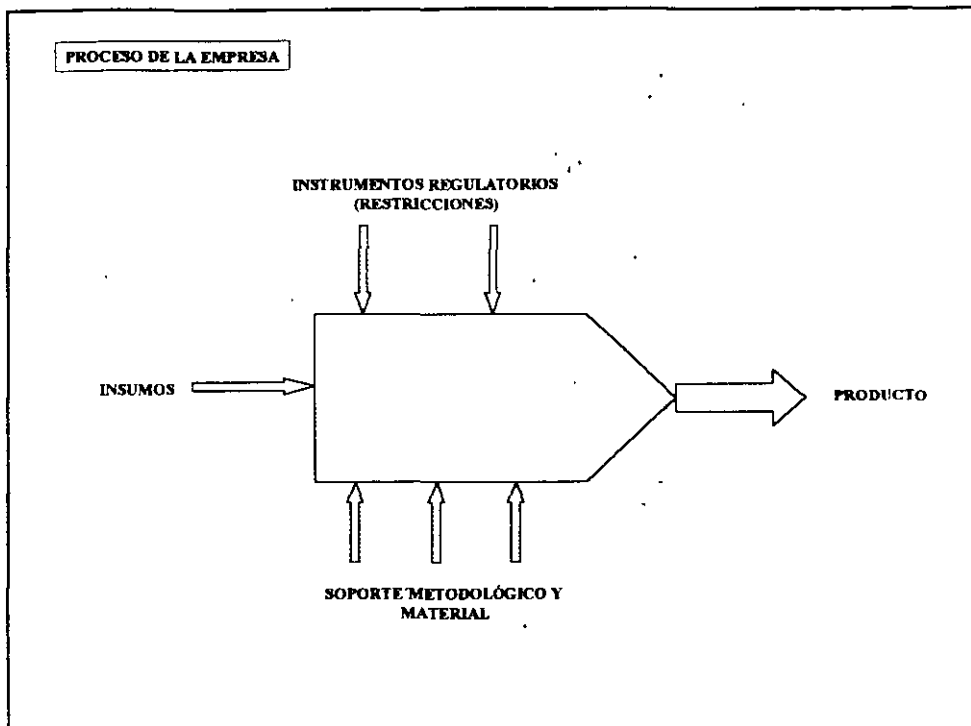 PROCESO DE LA EMPRESA
INSTRUMENTOS REGULATORIOS
(RESTRICCIONES)
INSUMOS
PRODUCTO
SOPORTE METODOLÓGICO Y
MATERIAL